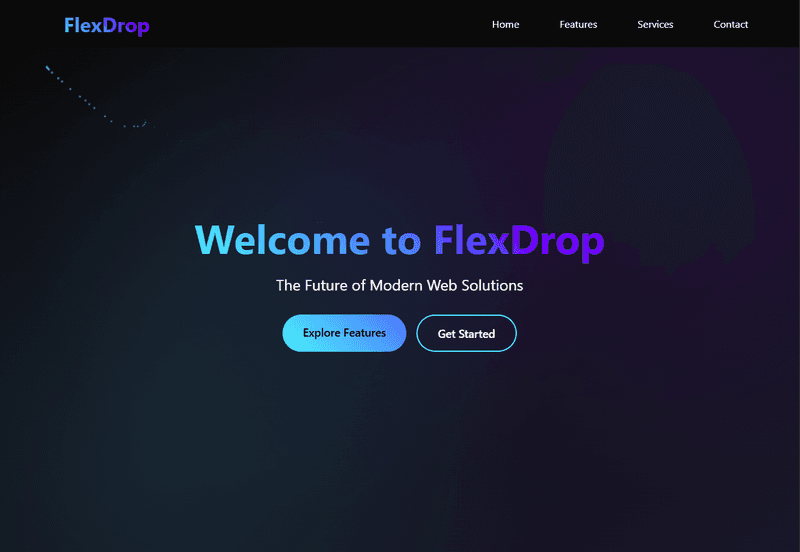 FlexDrop
Home Features Services Contact
Welcome to FlexDrop
The Future of Modern Web Solutions
Explore Features
Get Started